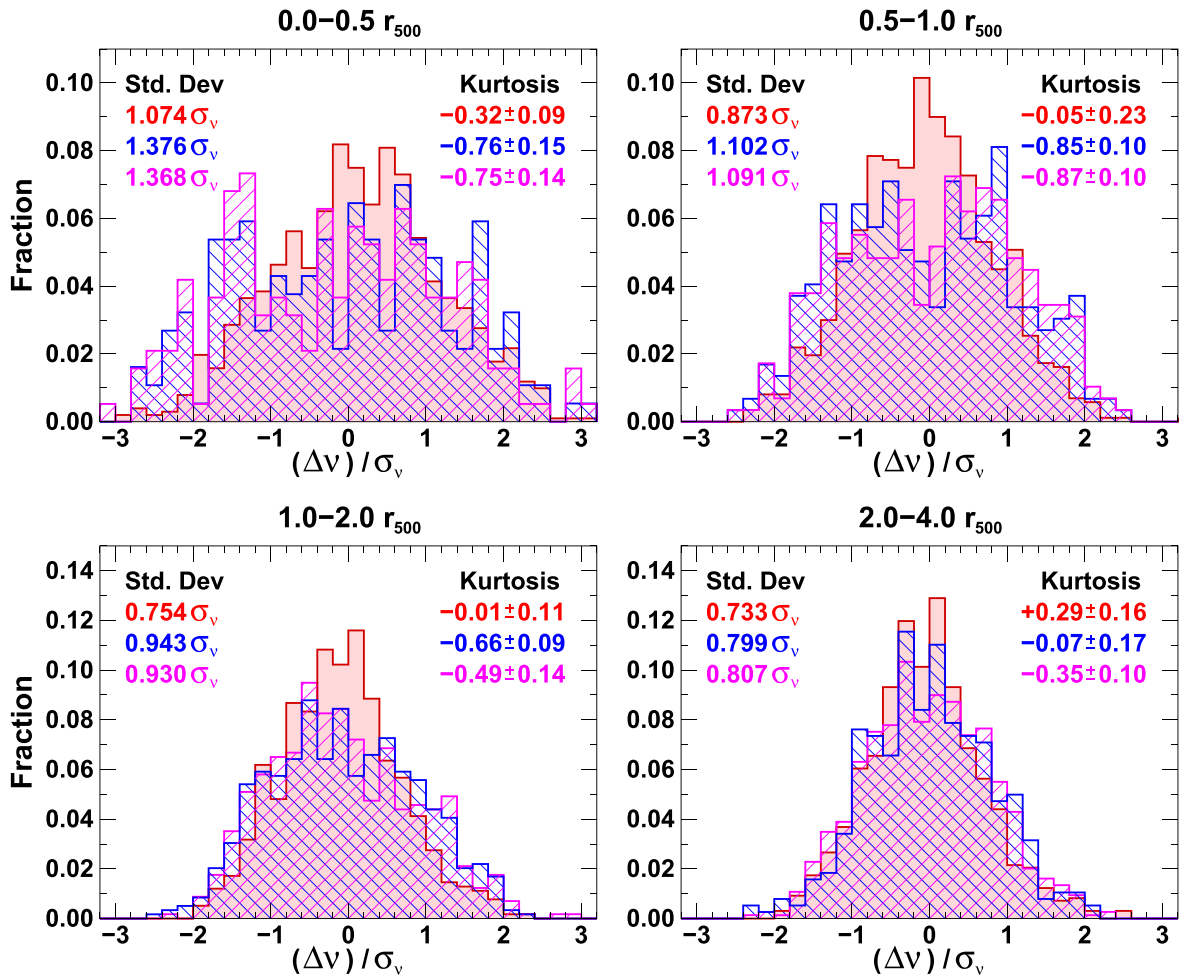 0.0−0.5 r500
0.10
0.08
0.06
0.04
0.02
0.00
Fraction
Std. Dev
1.074σν
1.376σν
1.368σν
Kurtosis
−0.32±0.09
−0.76±0.15
−0.75±0.14
−3 −2 −1 0 1 2 3
(Δν) / σν
0.5−1.0 r500
0.10
0.08
0.06
0.04
0.02
0.00
Std. Dev
0.873σν
1.102σν
1.091σν
Kurtosis
−0.05±0.23
−0.85±0.10
−0.87±0.10
−3 −2 −1 0 1 2 3
(Δν) / σν
1.0−2.0 r500
0.14
0.12
0.10
0.08
0.06
0.04
0.02
0.00
Fraction
Std. Dev
0.754σν
0.943σν
0.930σν
Kurtosis
−0.01±0.11
−0.66±0.09
−0.49±0.14
−3 −2 −1 0 1 2 3
(Δν) / σν
2.0−4.0 r500
0.14
0.12
0.10
0.08
0.06
0.04
0.02
0.00
Std. Dev
0.733σν
0.799σν
0.807σν
Kurtosis
+0.29±0.16
−0.07±0.17
−0.35±0.10
−3 −2 −1 0 1 2 3
(Δν) / σν